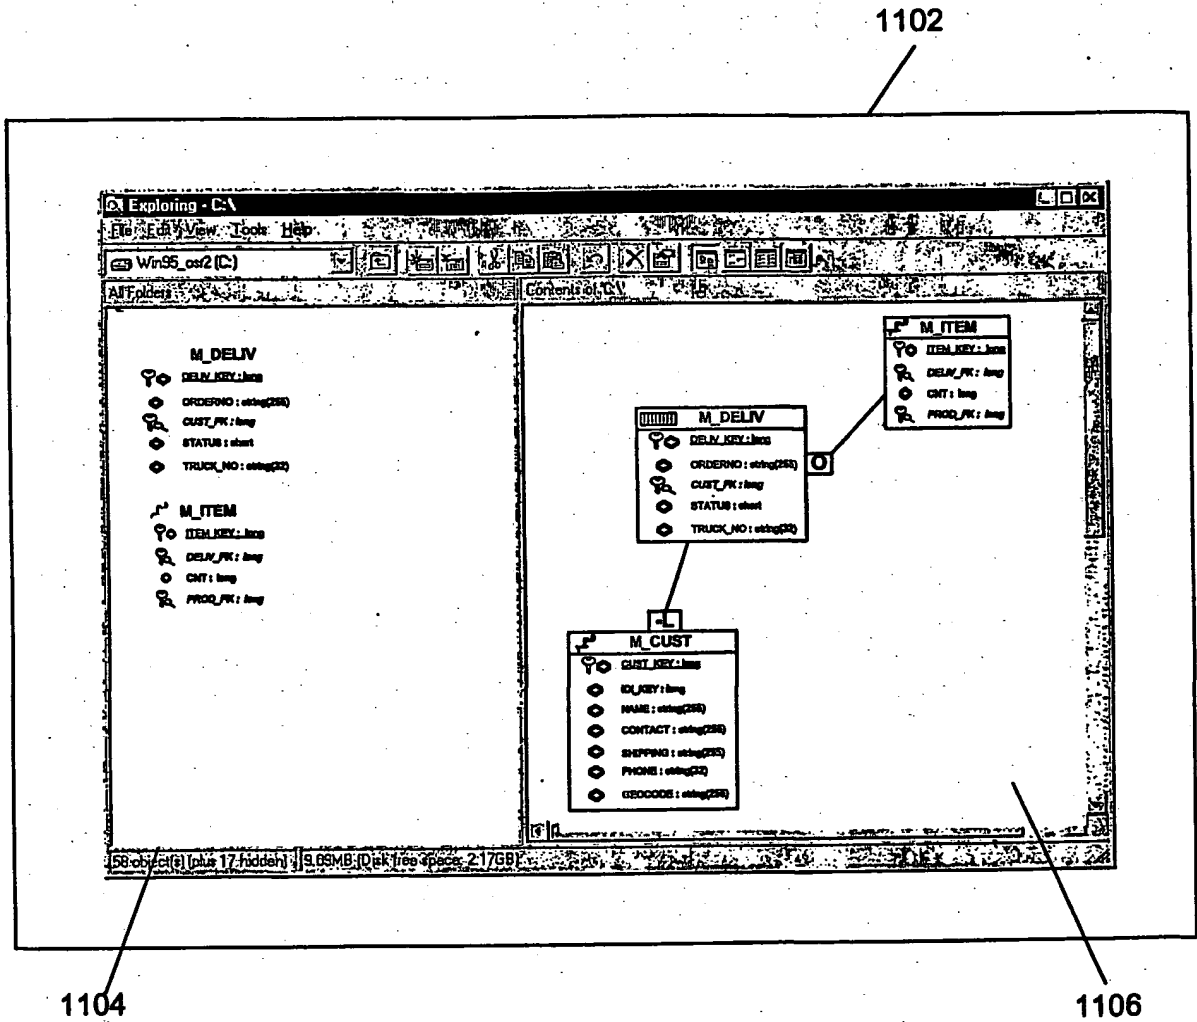 1102
Exploring - C:\
File Edit View Tools Help
Win95_osr2 (C:)
All Folders
Contents of 'C:\'
M_DELIV
DELIV_KEY : long
ORDERNO : string(255)
CUST_FK : long
STATUS : short
TRUCK_NO : string(32)
M_ITEM
ITEM_KEY : long
DELIV_FK : long
CNT : long
PROD_FK : long
M_ITEM
ITEM_KEY : long
DELIV_FK : long
CNT : long
PROD_FK : long
M_DELIV
DELIV_KEY : long
ORDERNO : string(255)
CUST_FK : long
STATUS : short
TRUCK_NO : string(32)
O
-L
M_CUST
CUST_KEY : long
IDI_KEY : long
NAME : string(255)
CONTACT : string(255)
SHIPPING : string(255)
PHONE : string(32)
GEOCODE : string(255)
58 object(s) (plus 17 hidden) 9.09MB (Disk free space: 2.17GB)
1104
1106